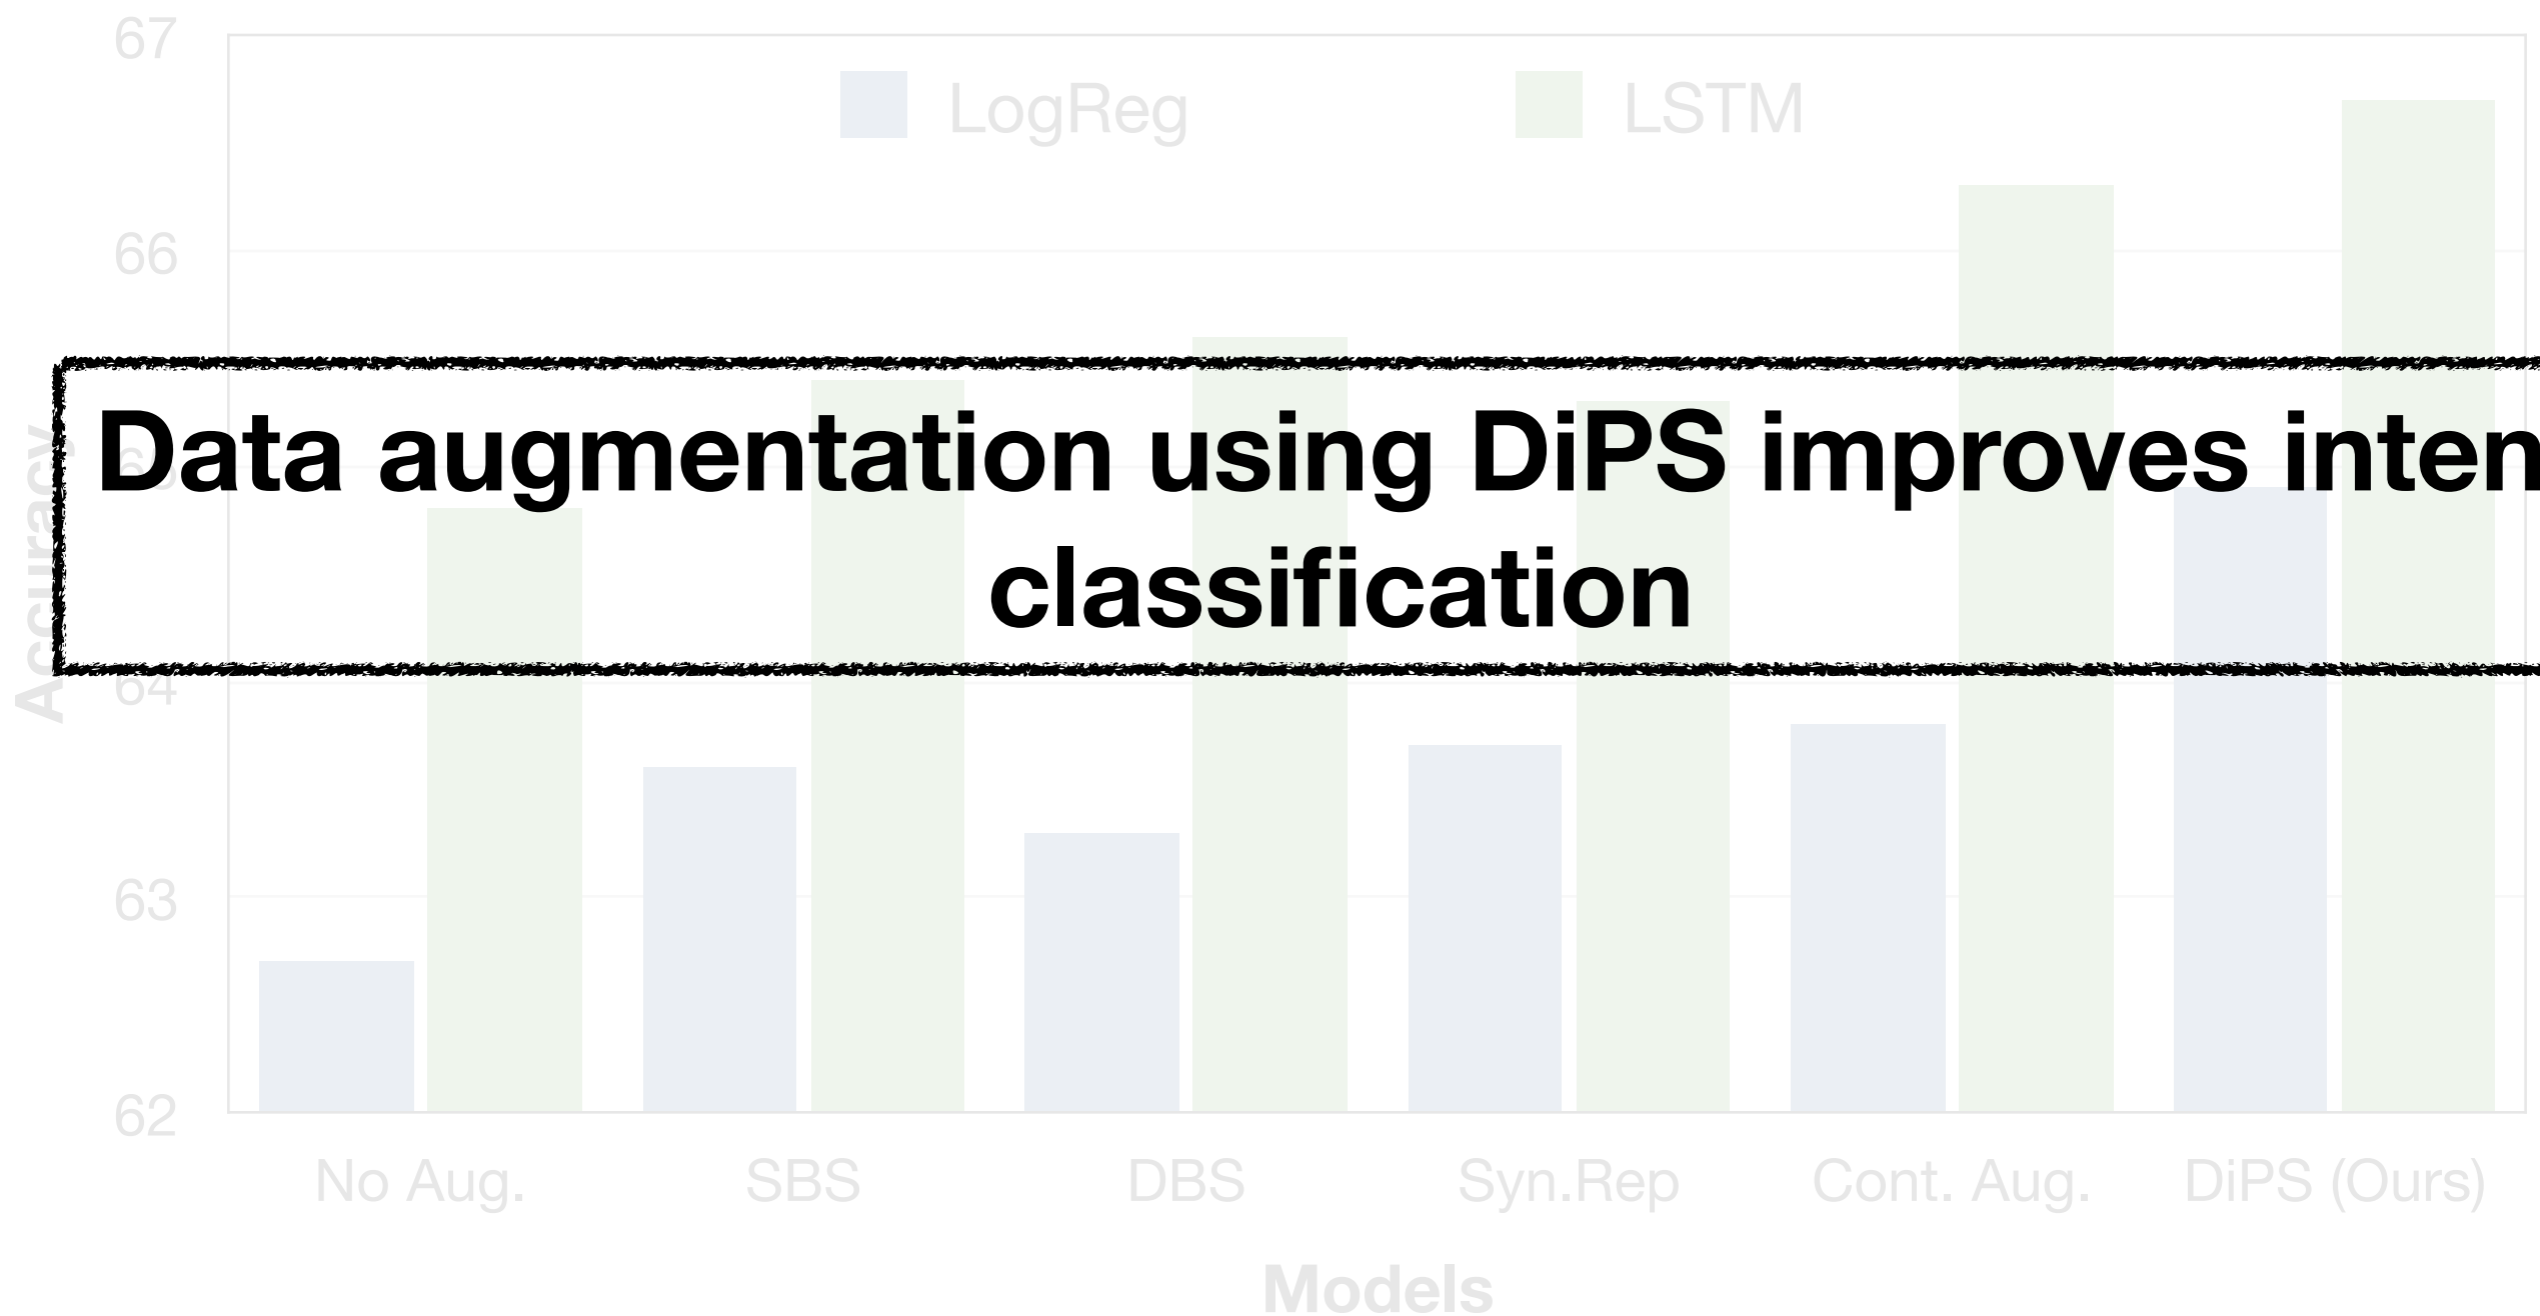 67
LogReg
LSTM
66
Data augmentation using DiPS improves inten
classification
Accuracy
64
63
62
No Aug.
SBS
DBS
Syn.Rep
Cont. Aug.
DiPS (Ours)
Models